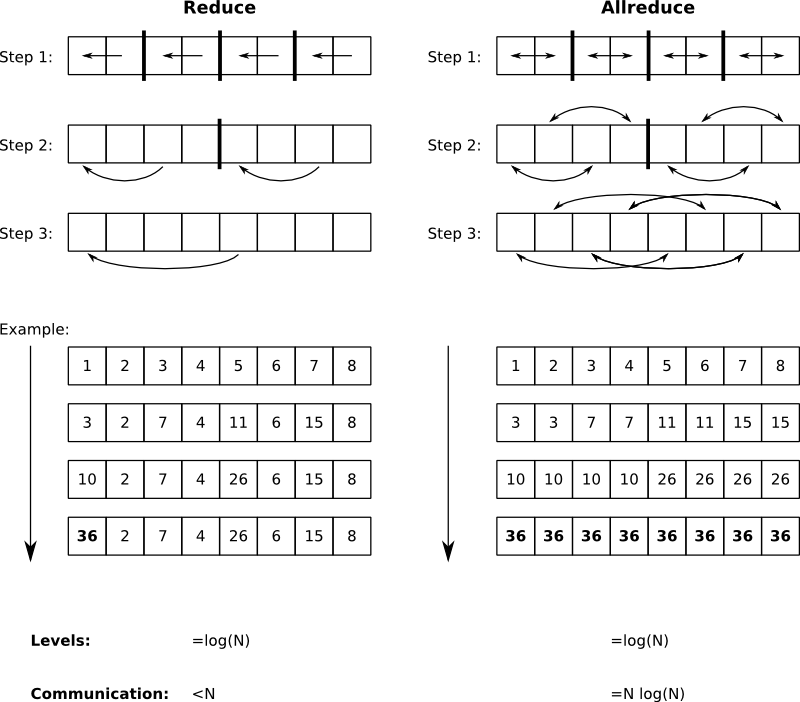 Reduce Allreduce
Step 1: Step 1:
Step 2: Step 2:
Step 3: Step 3:
Example:
1 2 3 4 5 6 7 8 1 2 3 4 5 6 7 8
3 2 7 4 11 6 15 8 3 3 7 7 11 11 15 15
10 2 7 4 26 6 15 8 10 10 10 10 26 26 26 26
36 2 7 4 26 6 15 8 36 36 36 36 36 36 36 36
Levels: =log(N) =log(N)
Communication: <N =N log(N)